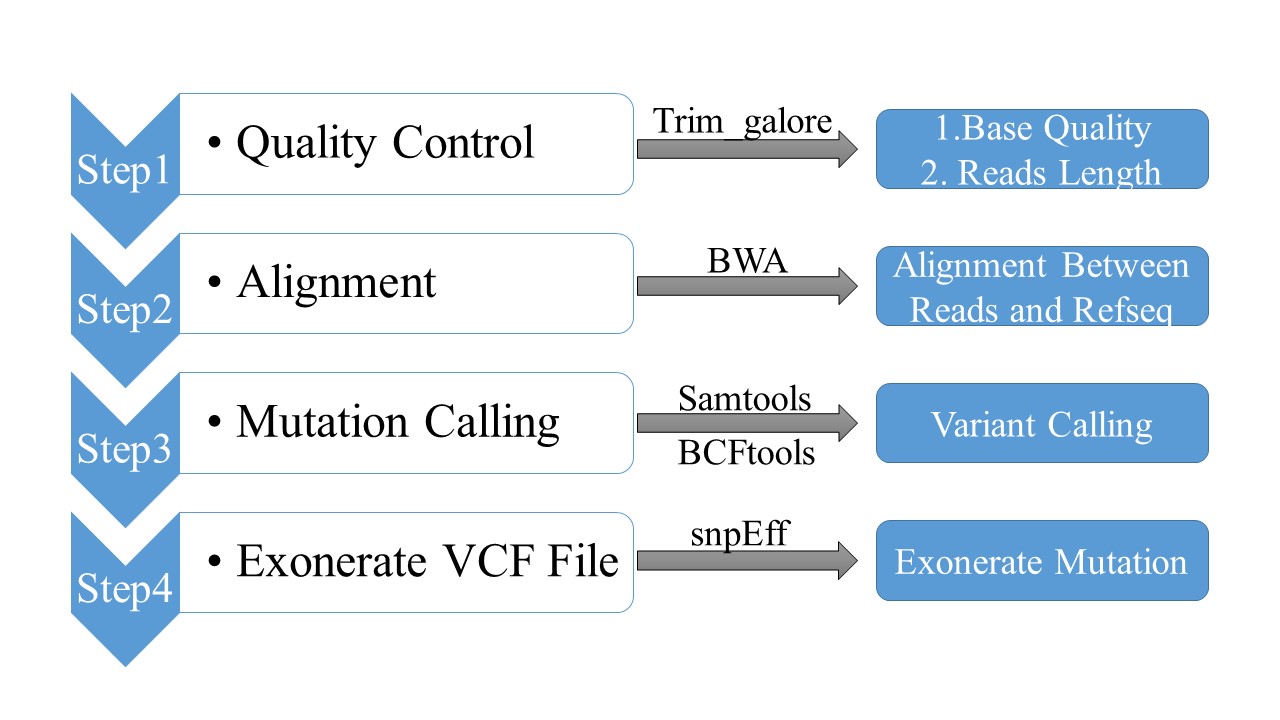 Step1
• Quality Control
Trim_galore
1.Base Quality
2. Reads Length
Step2
• Alignment
BWA
Alignment Between
Reads and Refseq
Step3
• Mutation Calling
Samtools
BCFtools
Variant Calling
Step4
• Exonerate VCF File
snpEff
Exonerate Mutation